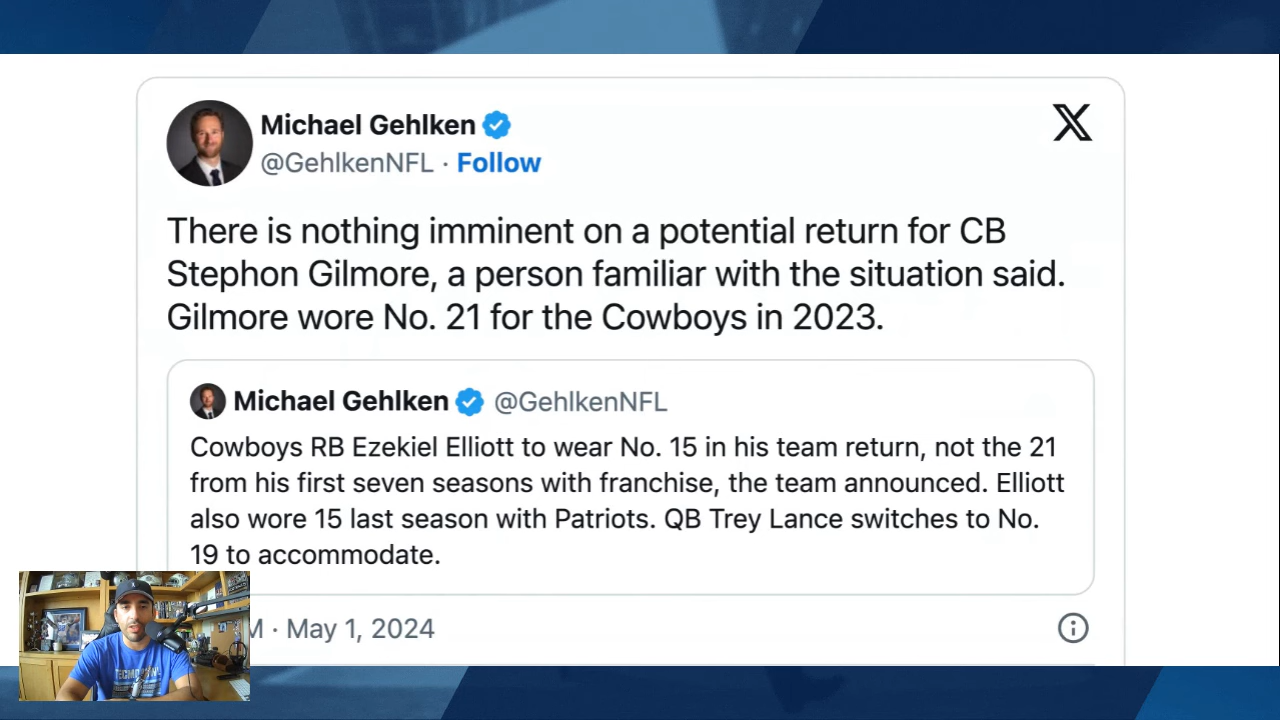 Michael Gehlken
@GehlkenNFL · Follow
There is nothing imminent on a potential return for CB
Stephon Gilmore, a person familiar with the situation said.
Gilmore wore No. 21 for the Cowboys in 2023.
Michael Gehlken @GehlkenNFL
Cowboys RB Ezekiel Elliott to wear No. 15 in his team return, not the 21
from his first seven seasons with franchise, the team announced. Elliott
also wore 15 last season with Patriots. QB Trey Lance switches to No.
19 to accommodate.
M · May 1, 2024